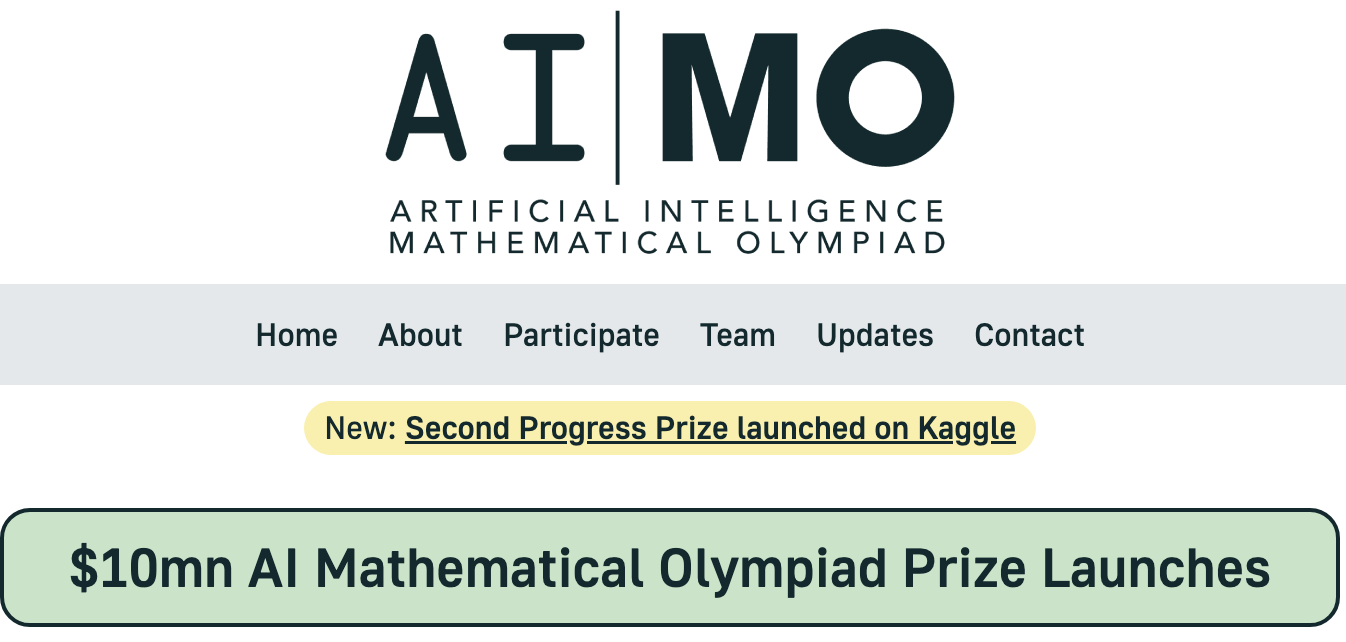 AI|MO
ARTIFICIAL INTELLIGENCE
MATHEMATICAL OLYMPIAD
Home About Participate Team Updates Contact
New: Second Progress Prize launched on Kaggle
$10mn AI Mathematical Olympiad Prize Launches